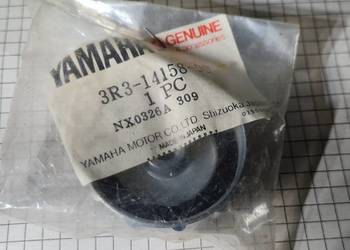 YAMAHA
GENUINE
3R3-14158
1 PC
NX0326A 309
YAMAHA MOTOR CO.LTD Shizuoka,
MADE IN JAPAN